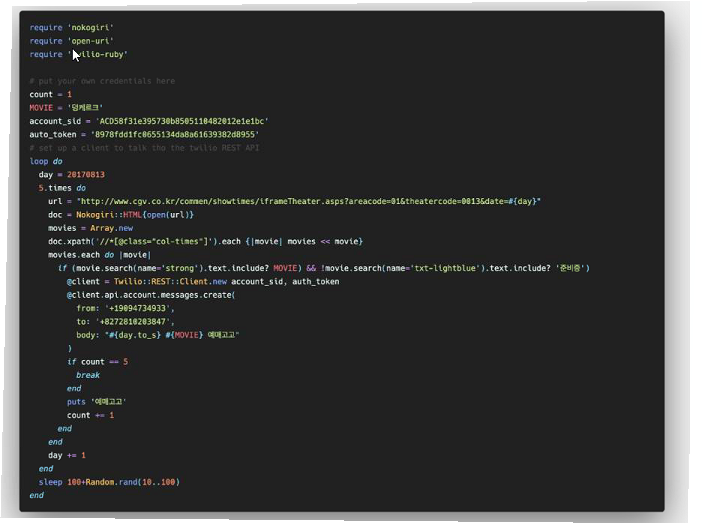 require 'nokogiri'
require 'open-uri'
require 'twilio-ruby'
# put your own credentials here
count = 1
MOVIE = '덩케르크'
account_sid = 'ACD58f31e395730b8505110482012e1e1bc'
auto_token = '8978fdd1fc0655134da8a61639382d8955'
# set up a client to talk tho the twilio REST API
loop do
day = 20170813
5.times do
url = "http://www.cgv.co.kr/commen/showtimes/iframeTheater.asps?areacode=01&theatercode=0013&date=#{day}"
doc = Nokogiri::HTML{open(url)}
movies = Array.new
doc.xpath('//*[@class="col-times"]').each {|movie| movies << movie}
movies.each do |movie|
if (movie.search(name='strong').text.include? MOVIE) && !movie.search(name='txt-lightblue').text.include? '준비중')
@client = Twilio::REST::Client.new account_sid, auth_token
@client.api.account.messages.create(
from: '+19094734933',
to: '+8272810203847',
body: "#{day.to_s} #{MOVIE} 예매고고"
)
if count == 5
break
end
puts '예매고고'
count += 1
end
end
day += 1
end
sleep 100+Random.rand(10..100)
end